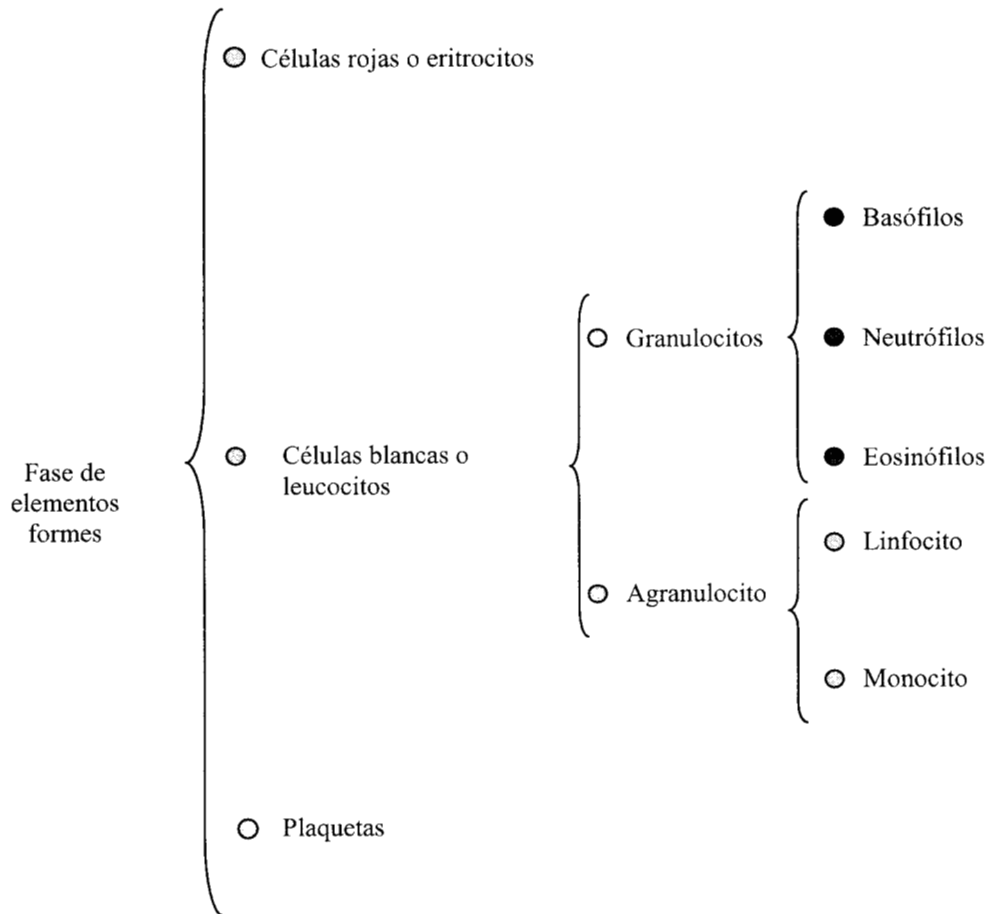 Células rojas o eritrocitos
Basófilos
Granulocitos
Neutrófilos
Células blancas o
leucocitos
Eosinófilos
Fase de
elementos
formes
Linfocito
Agranulocito
Monocito
Plaquetas